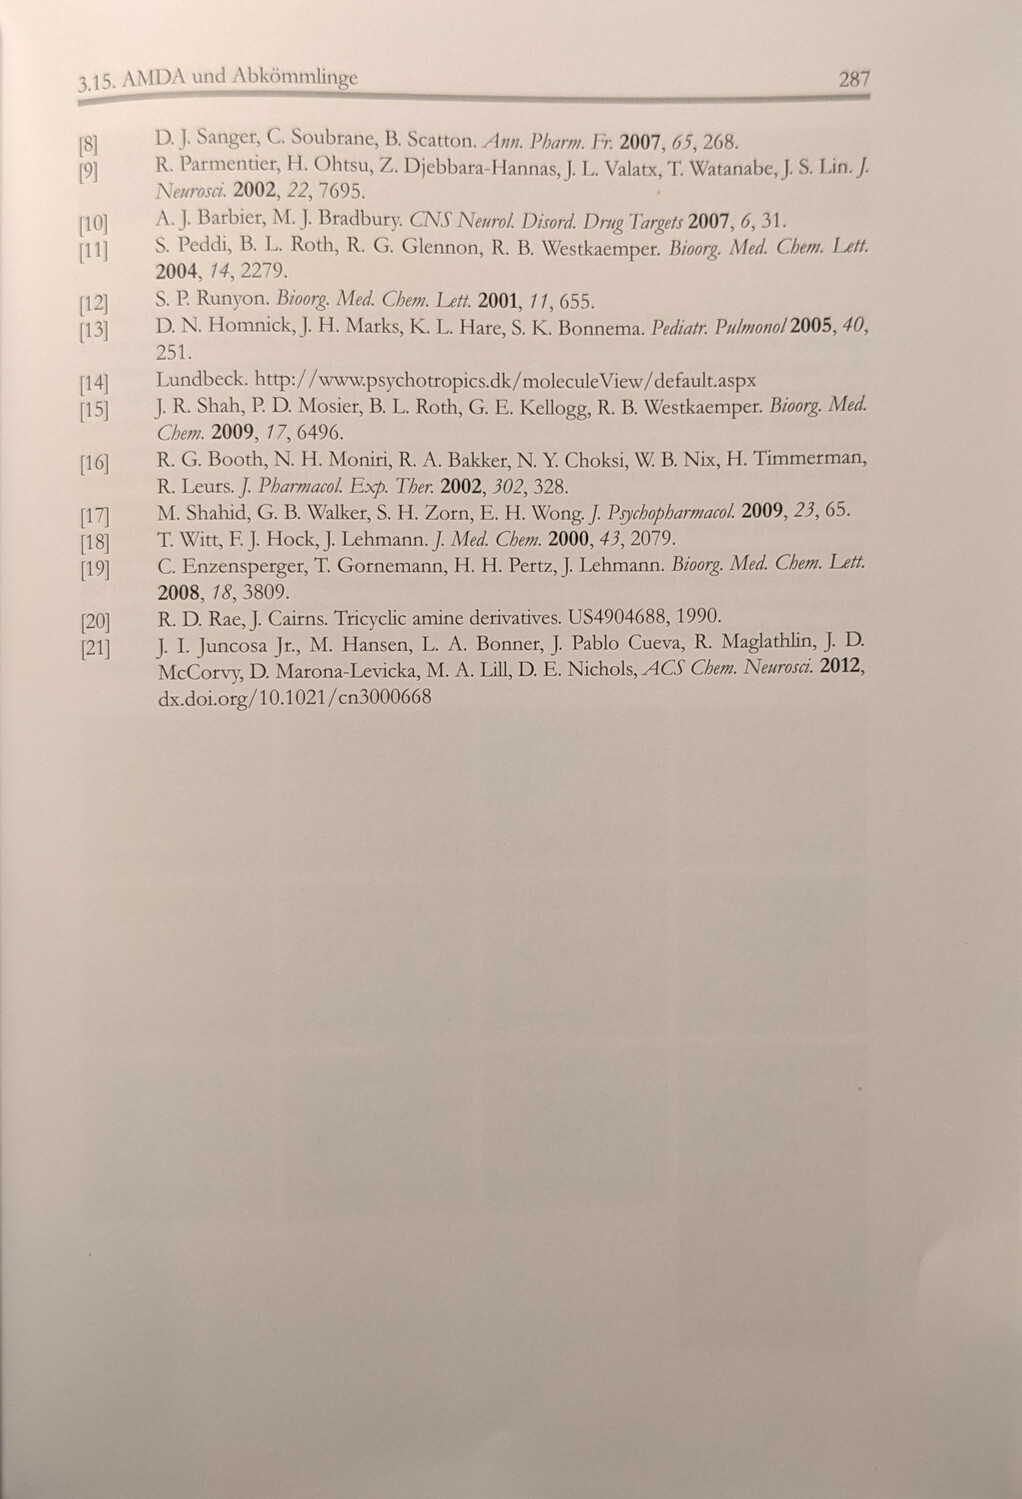 3.15. AMDA und Abkömmlinge 287
[8] D. J. Sanger, C. Soubrane, B. Scatton. Ann. Pharm. Fr. 2007, 65, 268.
[9] R. Parmentier, H. Ohtsu, Z. Djebbara-Hannas, J. L. Valatx, T. Watanabe, J. S. Lin. J.
Neurosci. 2002, 22, 7695.
[10] A. J. Barbier, M. J. Bradbury. CNS Neurol. Disord. Drug Targets 2007, 6, 31.
[11] S. Peddi, B. L. Roth, R. G. Glennon, R. B. Westkaemper. Bioorg. Med. Chem. Lett.
2004, 14, 2279.
[12] S. P. Runyon. Bioorg. Med. Chem. Lett. 2001, 11, 655.
[13] D. N. Homnick, J. H. Marks, K. L. Hare, S. K. Bonnema. Pediatr. Pulmonol 2005, 40,
251.
[14] Lundbeck. http://www.psychotropics.dk/moleculeView/default.aspx
[15] J. R. Shah, P. D. Mosier, B. L. Roth, G. E. Kellogg, R. B. Westkaemper. Bioorg. Med.
Chem. 2009, 17, 6496.
[16] R. G. Booth, N. H. Moniri, R. A. Bakker, N. Y. Choksi, W. B. Nix, H. Timmerman,
R. Leurs. J. Pharmacol. Exp. Ther. 2002, 302, 328.
[17] M. Shahid, G. B. Walker, S. H. Zorn, E. H. Wong. J. Psychopharmacol. 2009, 23, 65.
[18] T. Witt, F. J. Hock, J. Lehmann. J. Med. Chem. 2000, 43, 2079.
[19] C. Enzensperger, T. Gornemann, H. H. Pertz, J. Lehmann. Bioorg. Med. Chem. Lett.
2008, 18, 3809.
[20] R. D. Rae, J. Cairns. Tricyclic amine derivatives. US4904688, 1990.
[21] J. I. Juncosa Jr., M. Hansen, L. A. Bonner, J. Pablo Cueva, R. Maglathlin, J. D.
McCorvy, D. Marona-Levicka, M. A. Lill, D. E. Nichols, ACS Chem. Neurosci. 2012,
dx.doi.org/10.1021/cn3000668